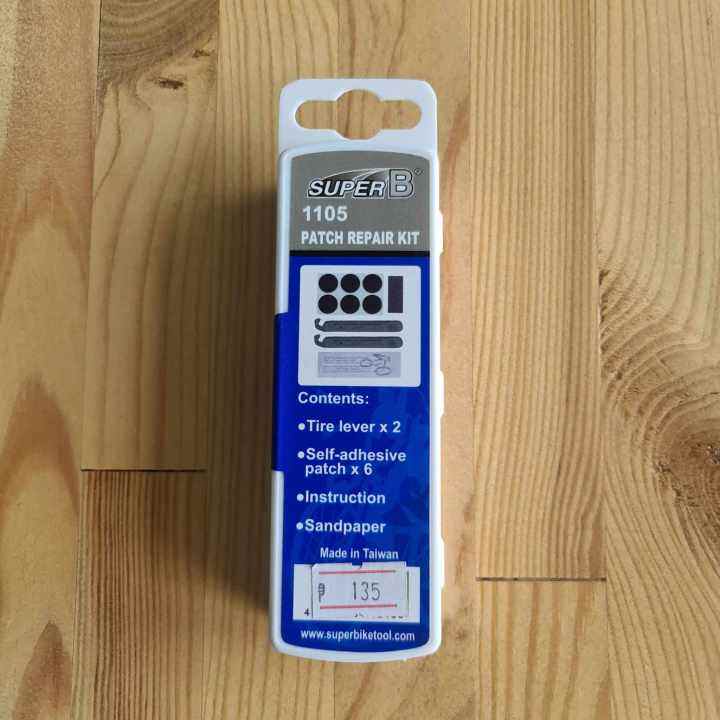 SUPER B
1105
PATCH REPAIR KIT
Contents:
●Tire lever x 2
●Self-adhesive
patch x 6
●Instruction
●Sandpaper
Made in Taiwan
₱ 135
4
www.superbiketool.com